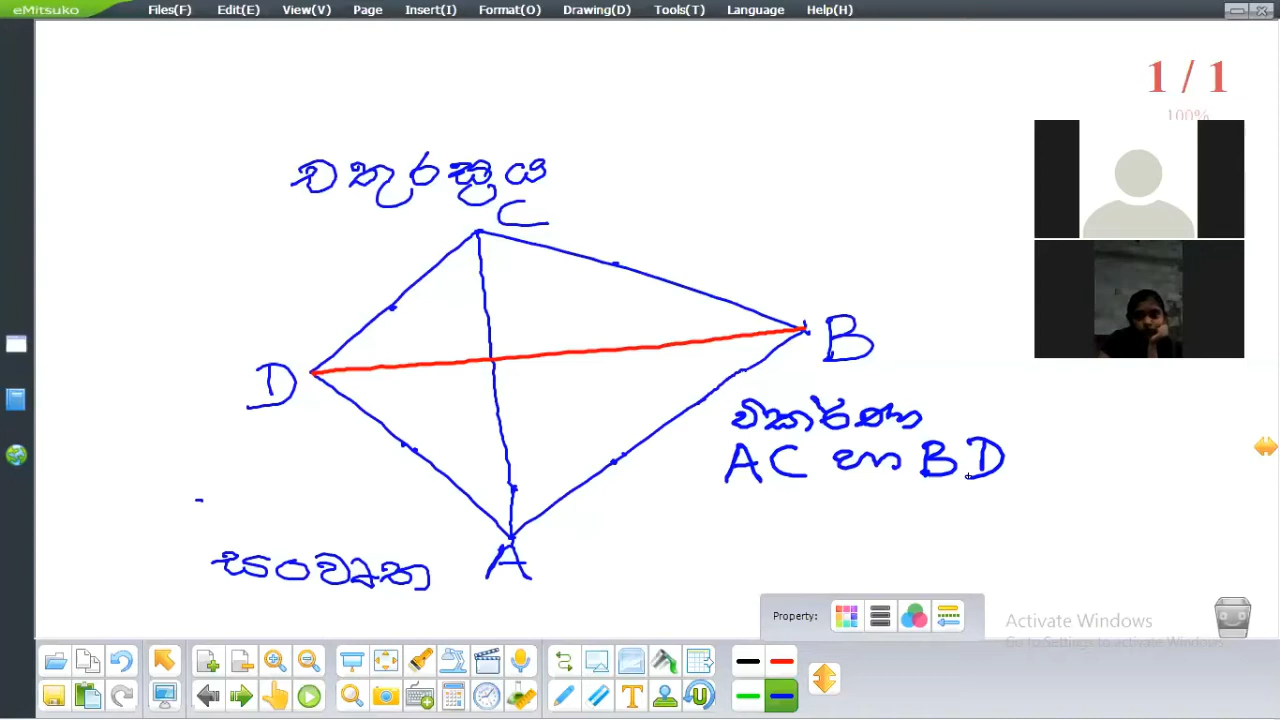 eMitsuko Files(F) Edit(E) View(V) Page Insert(I) Format(O) Drawing(D) Tools(T) Language Help(H)
1 / 1
100%
චතුරස්‍රය
C
D
B
විකර්ණ
AC හා BD
සංවෘත
A
Property:
Activate Windows
Go to Settings to activate Windows.